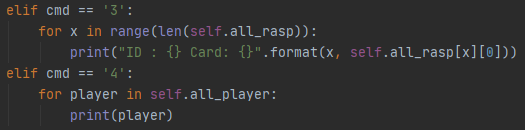 elif cmd == '3':
    for x in range(len(self.all_rasp)):
        print("ID : {} Card: {}".format(x, self.all_rasp[x][0]))
elif cmd == '4':
    for player in self.all_player:
        print(player)